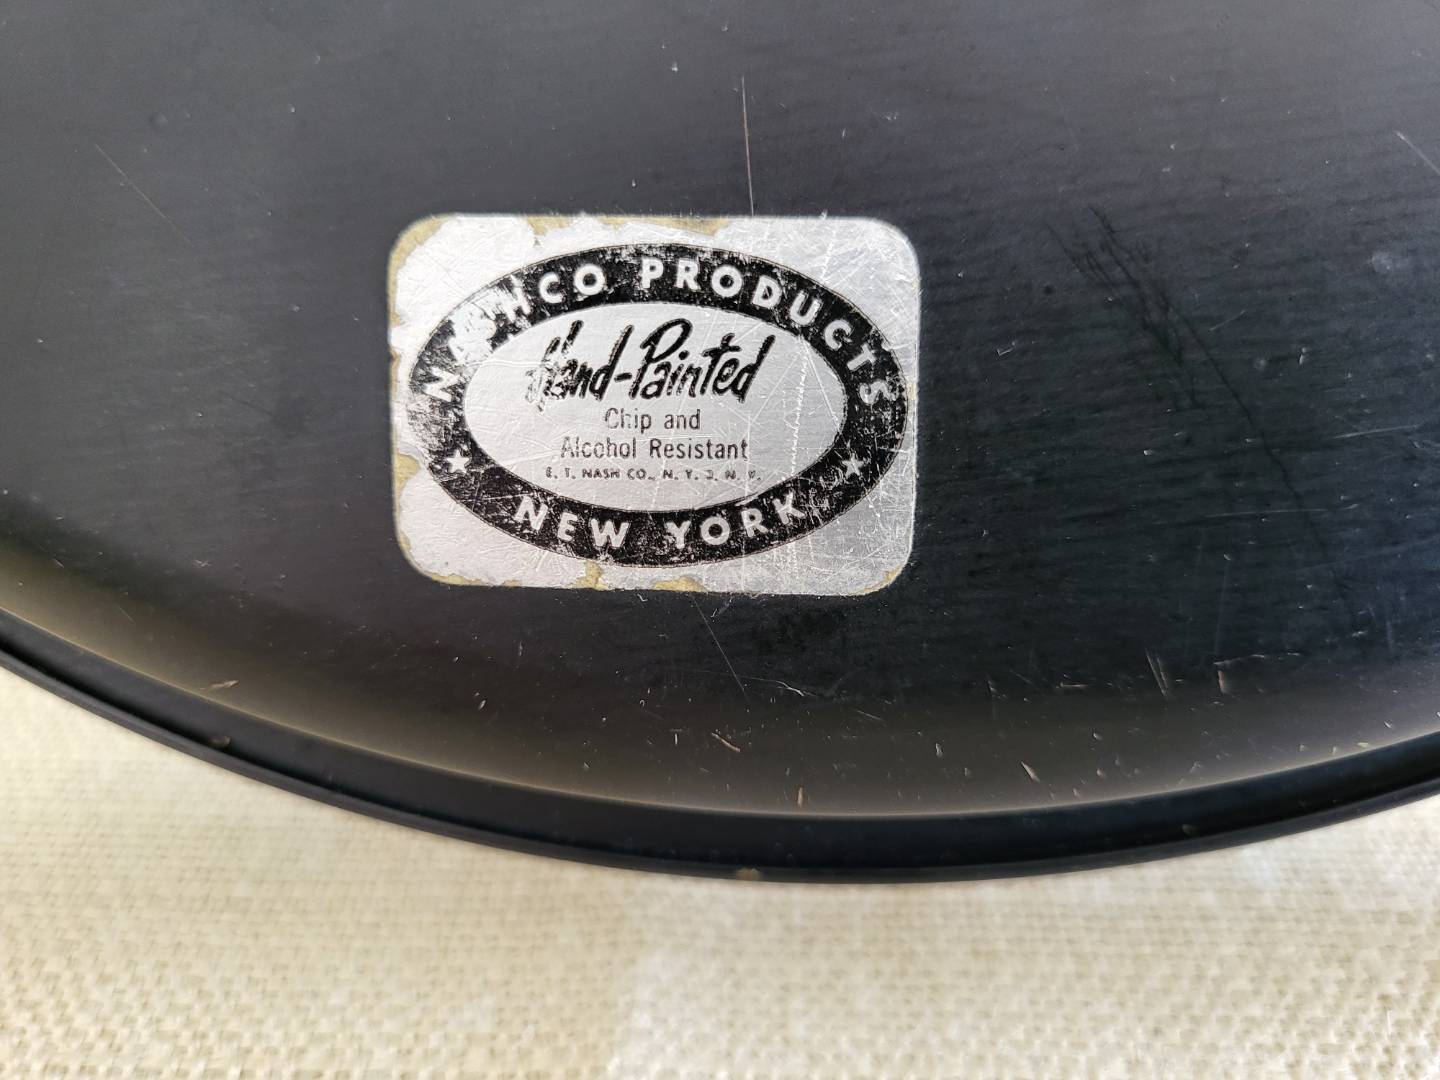 NASHCO PRODUCTS
Hand-Painted
Chip and
Alcohol Resistant
E. T. NASH CO., N. Y. 3, N. Y.
NEW YORK